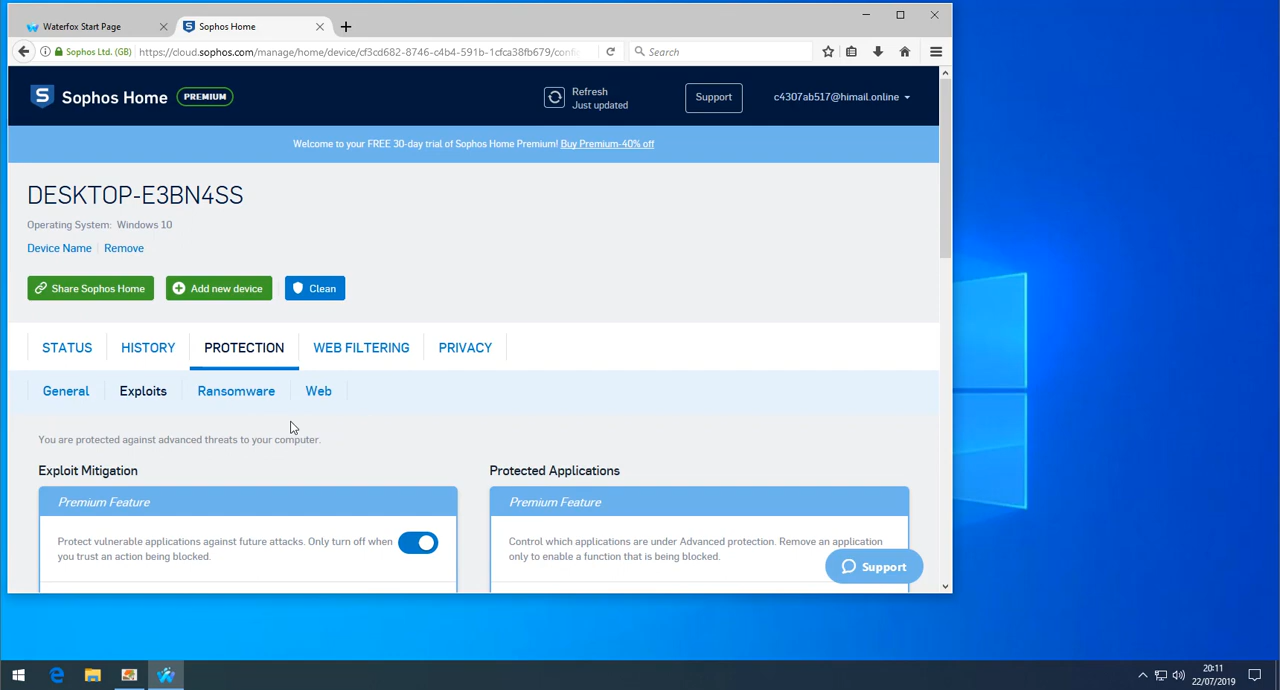 Waterfox Start Page
Sophos Home
Sophos Ltd. (GB)
https://cloud.sophos.com/manage/home/device/cf3cd682-8746-c4b4-591b-1cfca38fb679/confi
Search
S
Sophos Home
PREMIUM
Refresh
Just updated
Support
c4307ab517@himail.online
Welcome to your FREE 30-day trial of Sophos Home Premium! Buy Premium-40% off
DESKTOP-E3BN4SS
Operating System: Windows 10
Device Name
Remove
Share Sophos Home
Add new device
Clean
STATUS
HISTORY
PROTECTION
WEB FILTERING
PRIVACY
General
Exploits
Ransomware
Web
You are protected against advanced threats to your computer.
Exploit Mitigation
Protected Applications
Premium Feature
Premium Feature
Protect vulnerable applications against future attacks. Only turn off when
you trust an action being blocked.
Control which applications are under Advanced protection. Remove an application
only to enable a function that is being blocked.
Support
20:11
22/07/2019